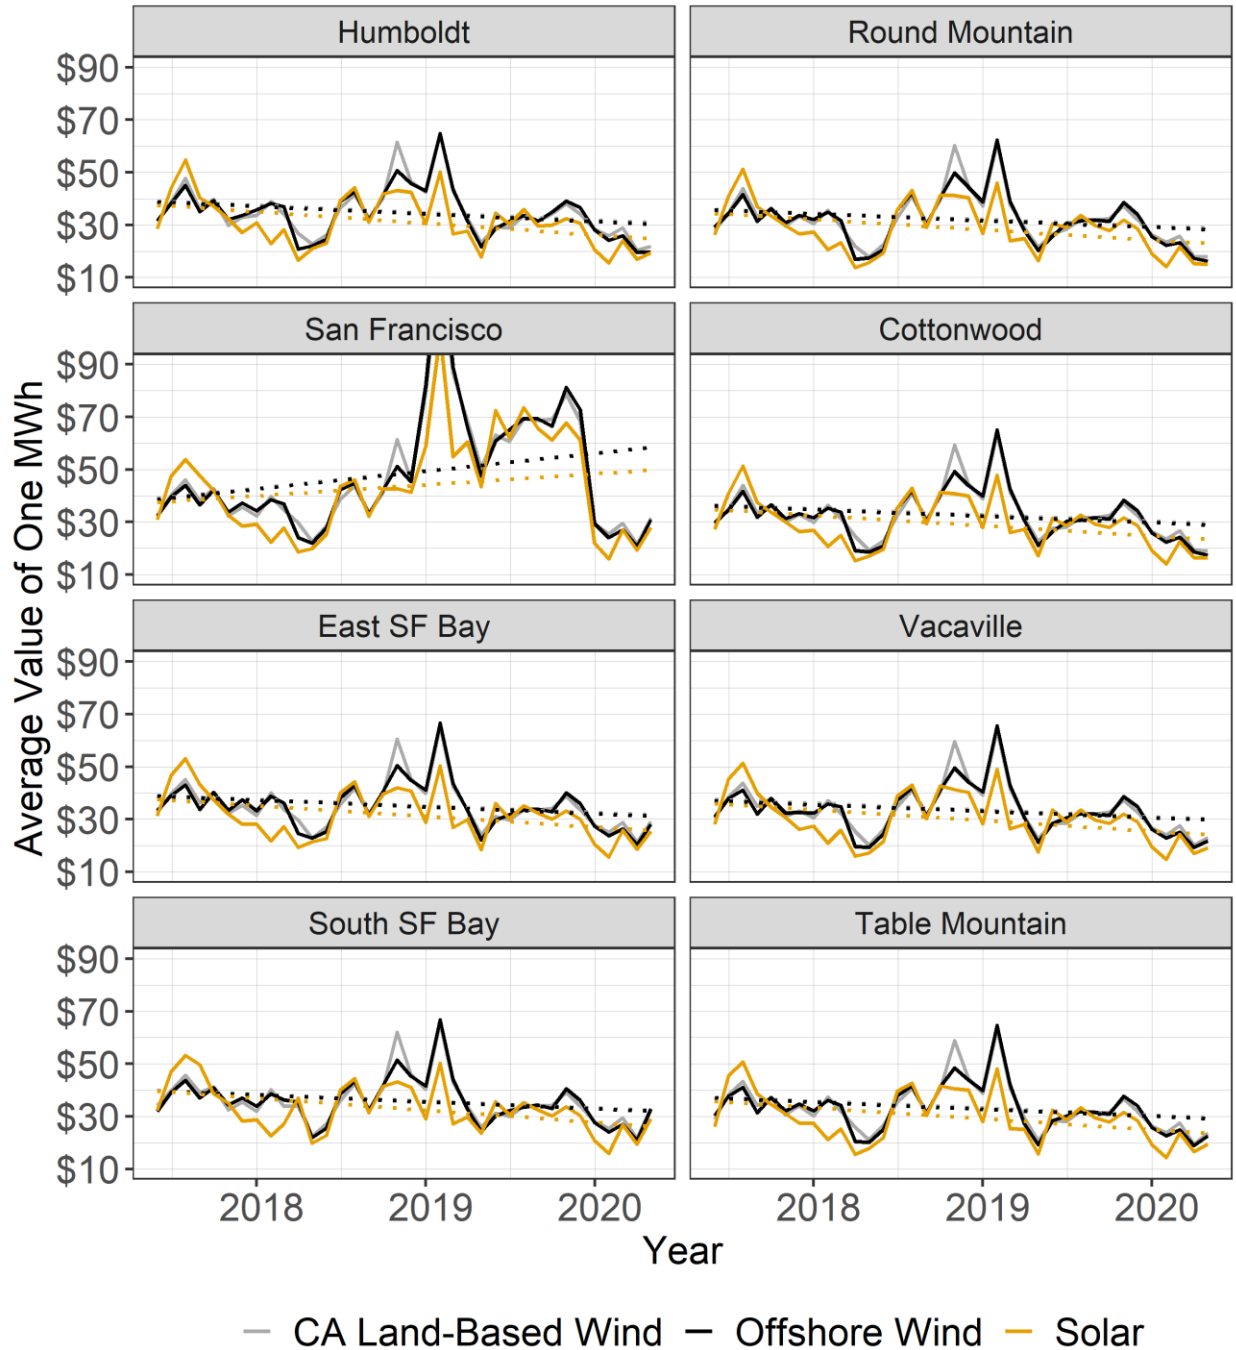 Average Value of One MWh
Humboldt
Round Mountain
$90
$70
$50
$30
$10
San Francisco
Cottonwood
$90
$70
$50
$30
$10
East SF Bay
Vacaville
$90
$70
$50
$30
$10
South SF Bay
Table Mountain
$90
$70
$50
$30
$10
2018 2019 2020
2018 2019 2020
Year
CA Land-Based Wind Offshore Wind Solar